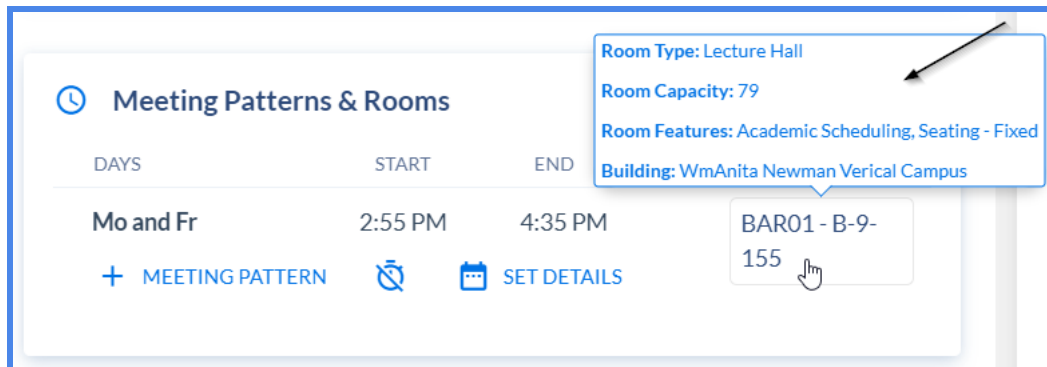 Room Type: Lecture Hall
Room Capacity: 79
Room Features: Academic Scheduling, Seating - Fixed
Building: WmAnita Newman Verical Campus
Meeting Patterns & Rooms
DAYS START END
Mo and Fr 2:55 PM 4:35 PM BAR01 - B-9-
155
+ MEETING PATTERN SET DETAILS